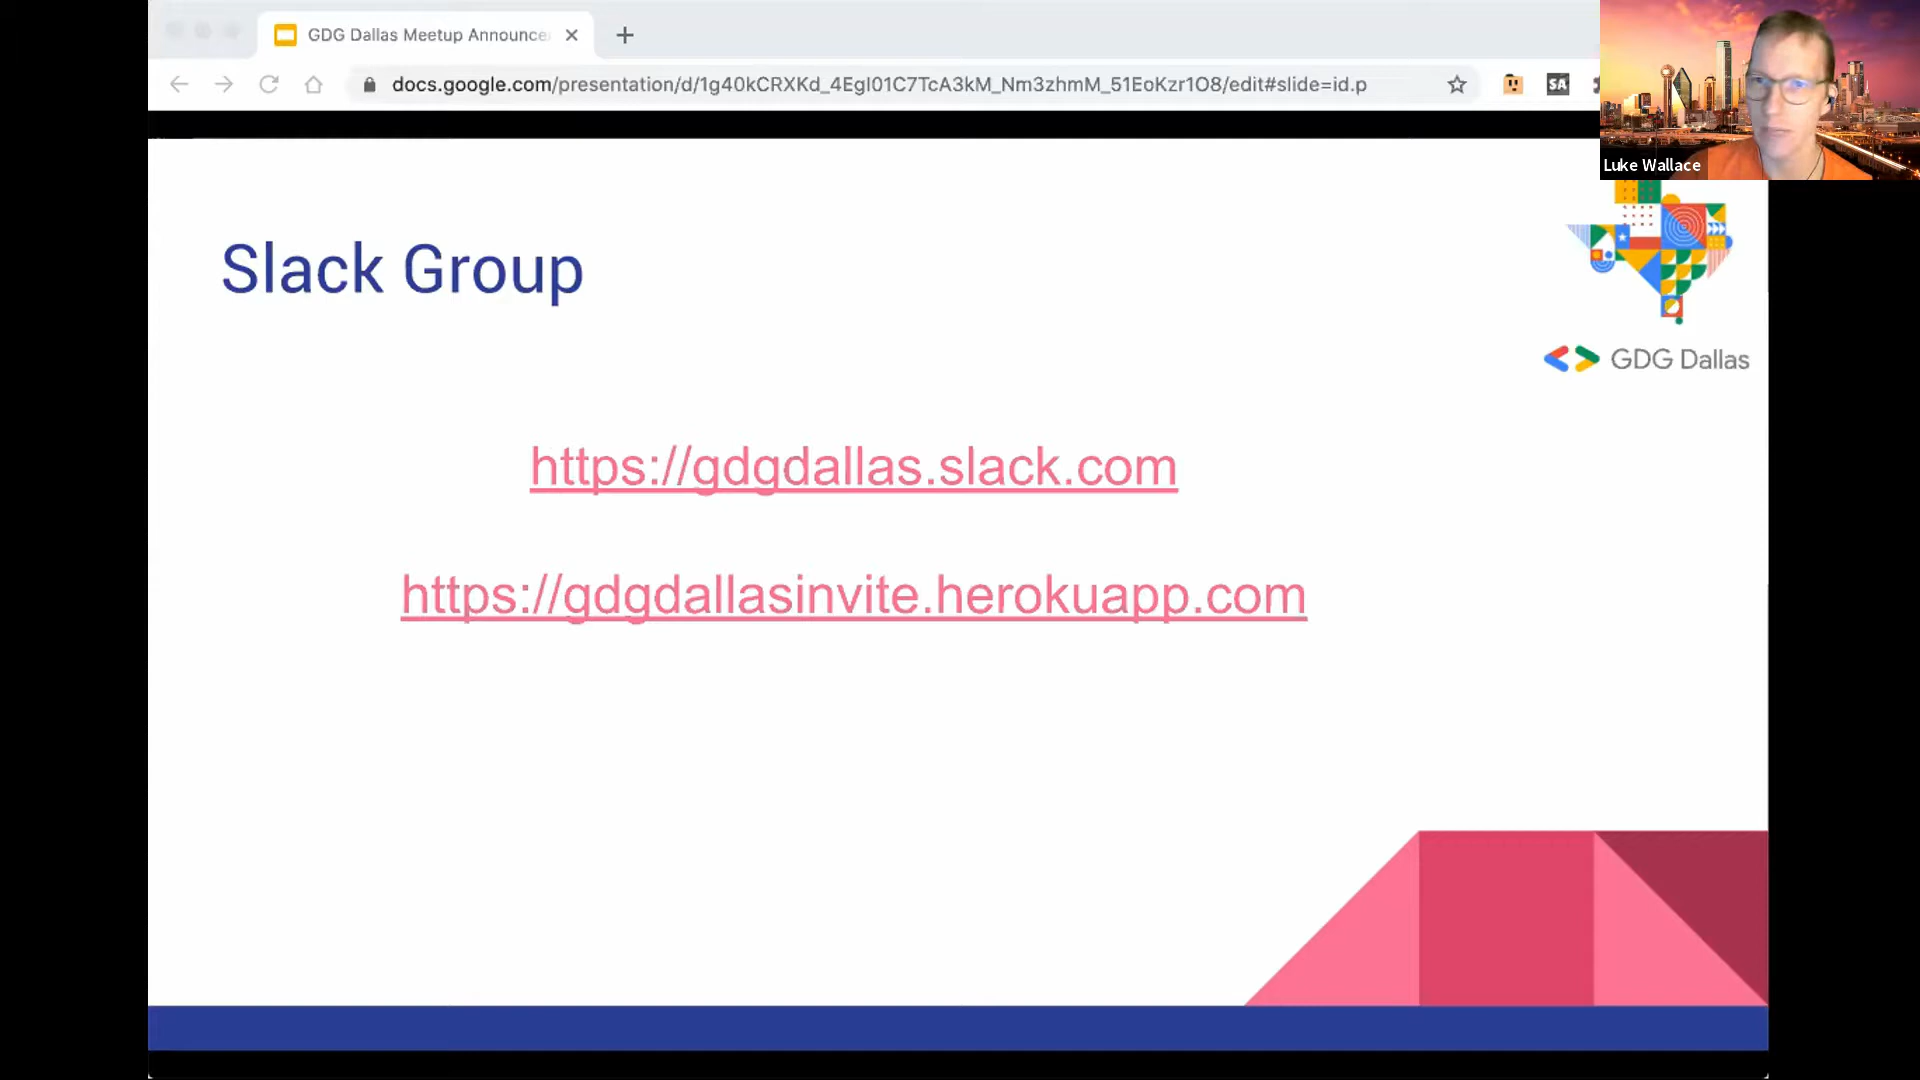 GDG Dallas Meetup Announce
docs.google.com/presentation/d/1g40kCRXKd_4EgI01C7TcA3kM_Nm3zhmM_51EoKzr1O8/edit#slide=id.p
SA
Luke Wallace
Slack Group
GDG Dallas
https://gdgdallas.slack.com
https://gdgdallasinvite.herokuapp.com